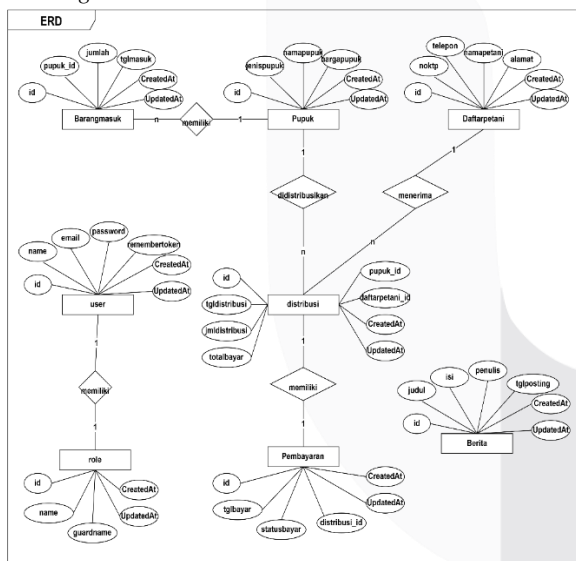 ERD
jumlah
pupuk_id
tglmasuk
CreatedAt
id
UpdatedAt
Barangmasuk
n
memiliki
1
namapupuk
jenispupuk
hargapupuk
CreatedAt
id
UpdatedAt
Pupuk
telepon
namapetani
noktp
alamat
CreatedAt
id
UpdatedAt
Daftarpetani
1
1
didistribusikan
menerima
n
n
password
email
remembertoken
name
CreatedAt
id
UpdatedAt
user
1
memiliki
1
role
id
CreatedAt
name
UpdatedAt
guardname
id
pupuk_id
tgldistribusi
distribusi
daftarpetani_id
jmldistribusi
CreatedAt
totalbayar
UpdatedAt
1
memiliki
1
Pembayaran
id
CreatedAt
tglbayar
UpdatedAt
statusbayar
distribusi_id
penulis
isi
tglposting
judul
CreatedAt
id
UpdatedAt
Berita